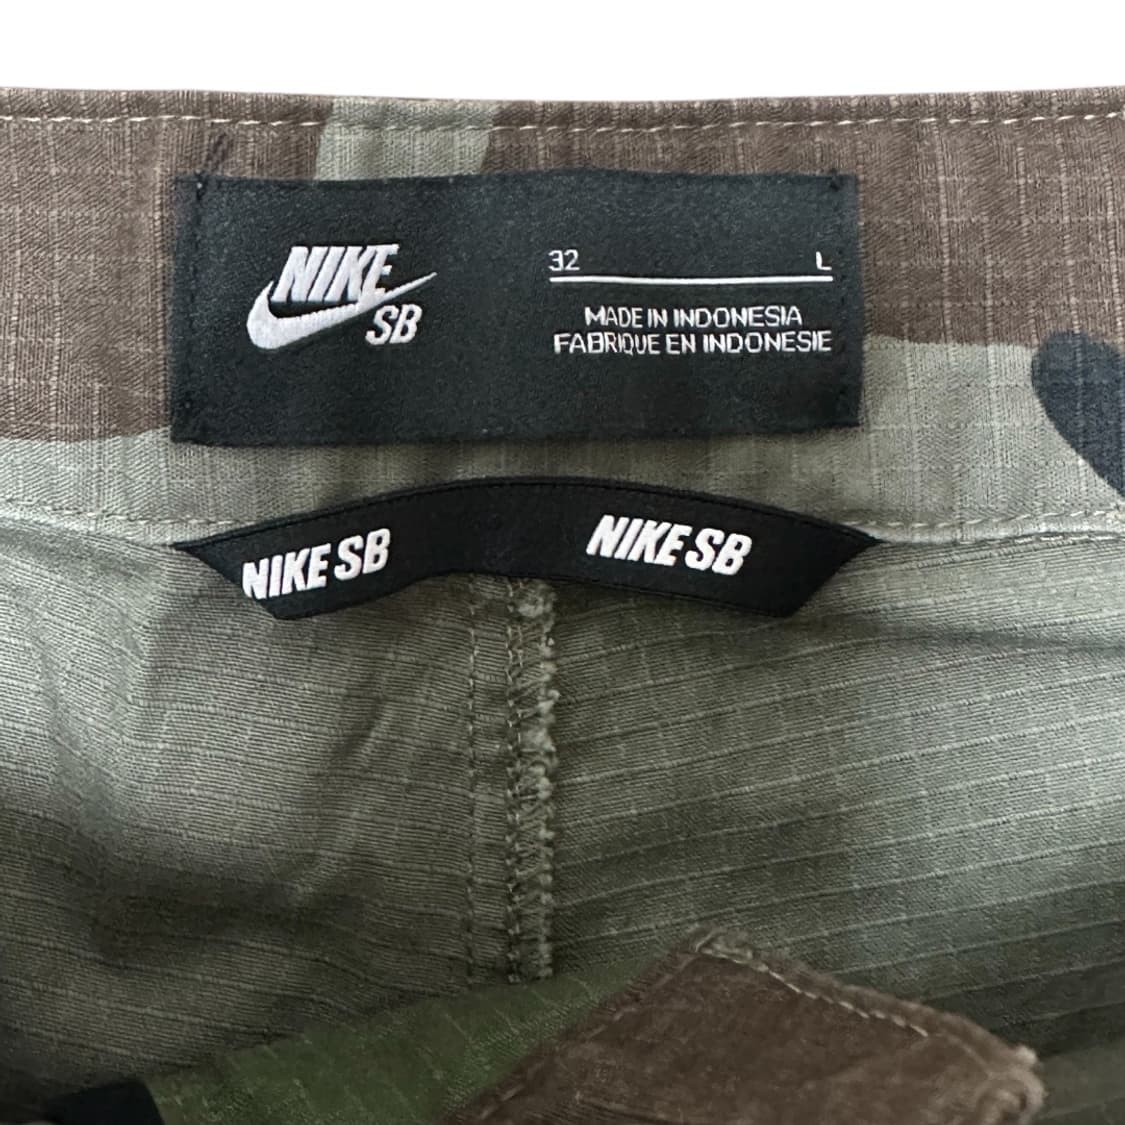 NIKE
SB
32 L
MADE IN INDONESIA
FABRIQUE EN INDONESIE
NIKE SB NIKE SB